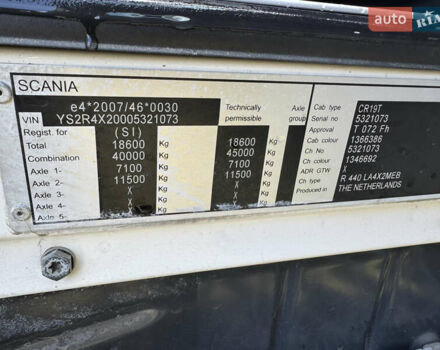 auto RIA
SCANIA
e4*2007/46*0030
VIN YS2R4X20005321073
Regist. for (SI) Technically permissible Axle group
Total 18600 Kg 18600 Kg
Combination 40000 Kg 45000 Kg
Axle 1- 7100 Kg 7100 Kg
Axle 2- 11500 Kg 11500 Kg
Axle 3- X Kg X Kg
Axle 4- X Kg X Kg
Axle 5- X
Cab type CR19T
Serial no 5321073
Approval T 072 Fh
Cab colour 1366386
Ch No 5321073
Ch colour 1346692
ADR GTW X
Ch type R 440 LA4X2MEB
Produced in THE NETHERLANDS